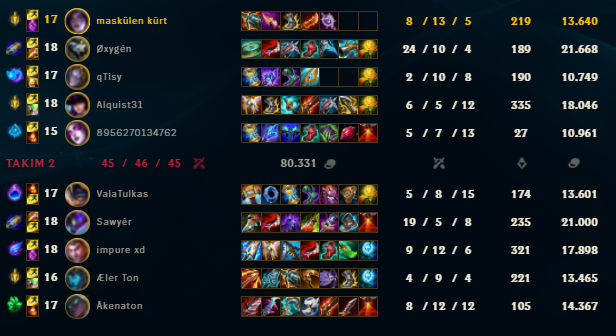 17 maskülen kürt 8 / 13 / 5 219 13.640
18 Øxygén 24 / 10 / 4 189 21.668
17 qTisy 2 / 10 / 8 190 10.749
18 Alquist31 6 / 5 / 12 335 18.046
15 8956270134762 5 / 7 / 13 27 10.961
TAKIM 2 45 / 46 / 45 80.331
17 ValaTulkas 5 / 8 / 15 174 13.601
18 Sawyêr 19 / 5 / 8 235 21.000
18 impure xd 9 / 12 / 6 321 17.898
16 Æler Ton 4 / 9 / 4 221 13.465
17 Åkenaton 8 / 12 / 12 105 14.367